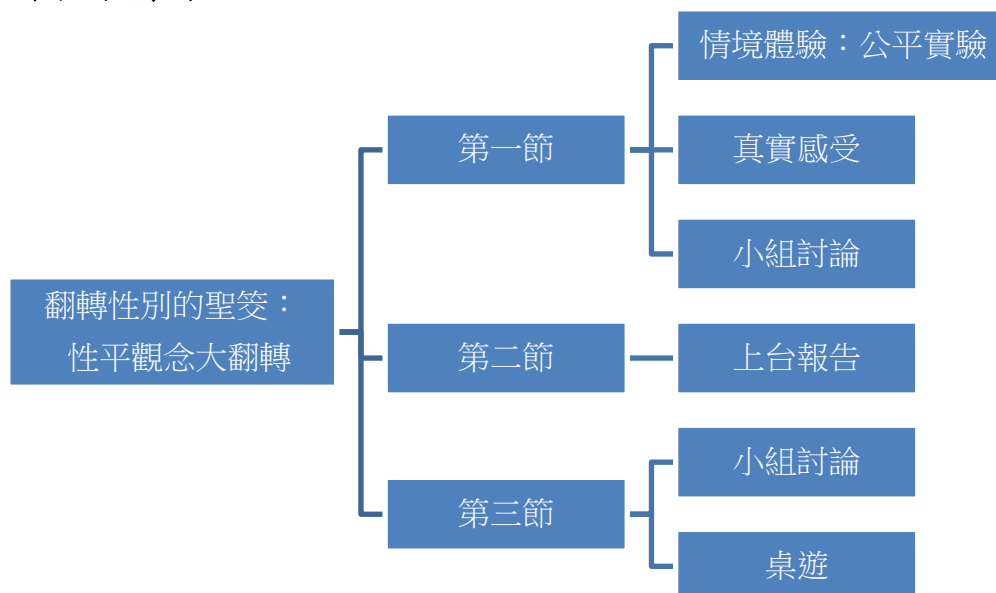 翻轉性別的聖筊：
性平觀念大翻轉
第一節
情境體驗：公平實驗
真實感受
小組討論
第二節
上台報告
第三節
小組討論
桌遊